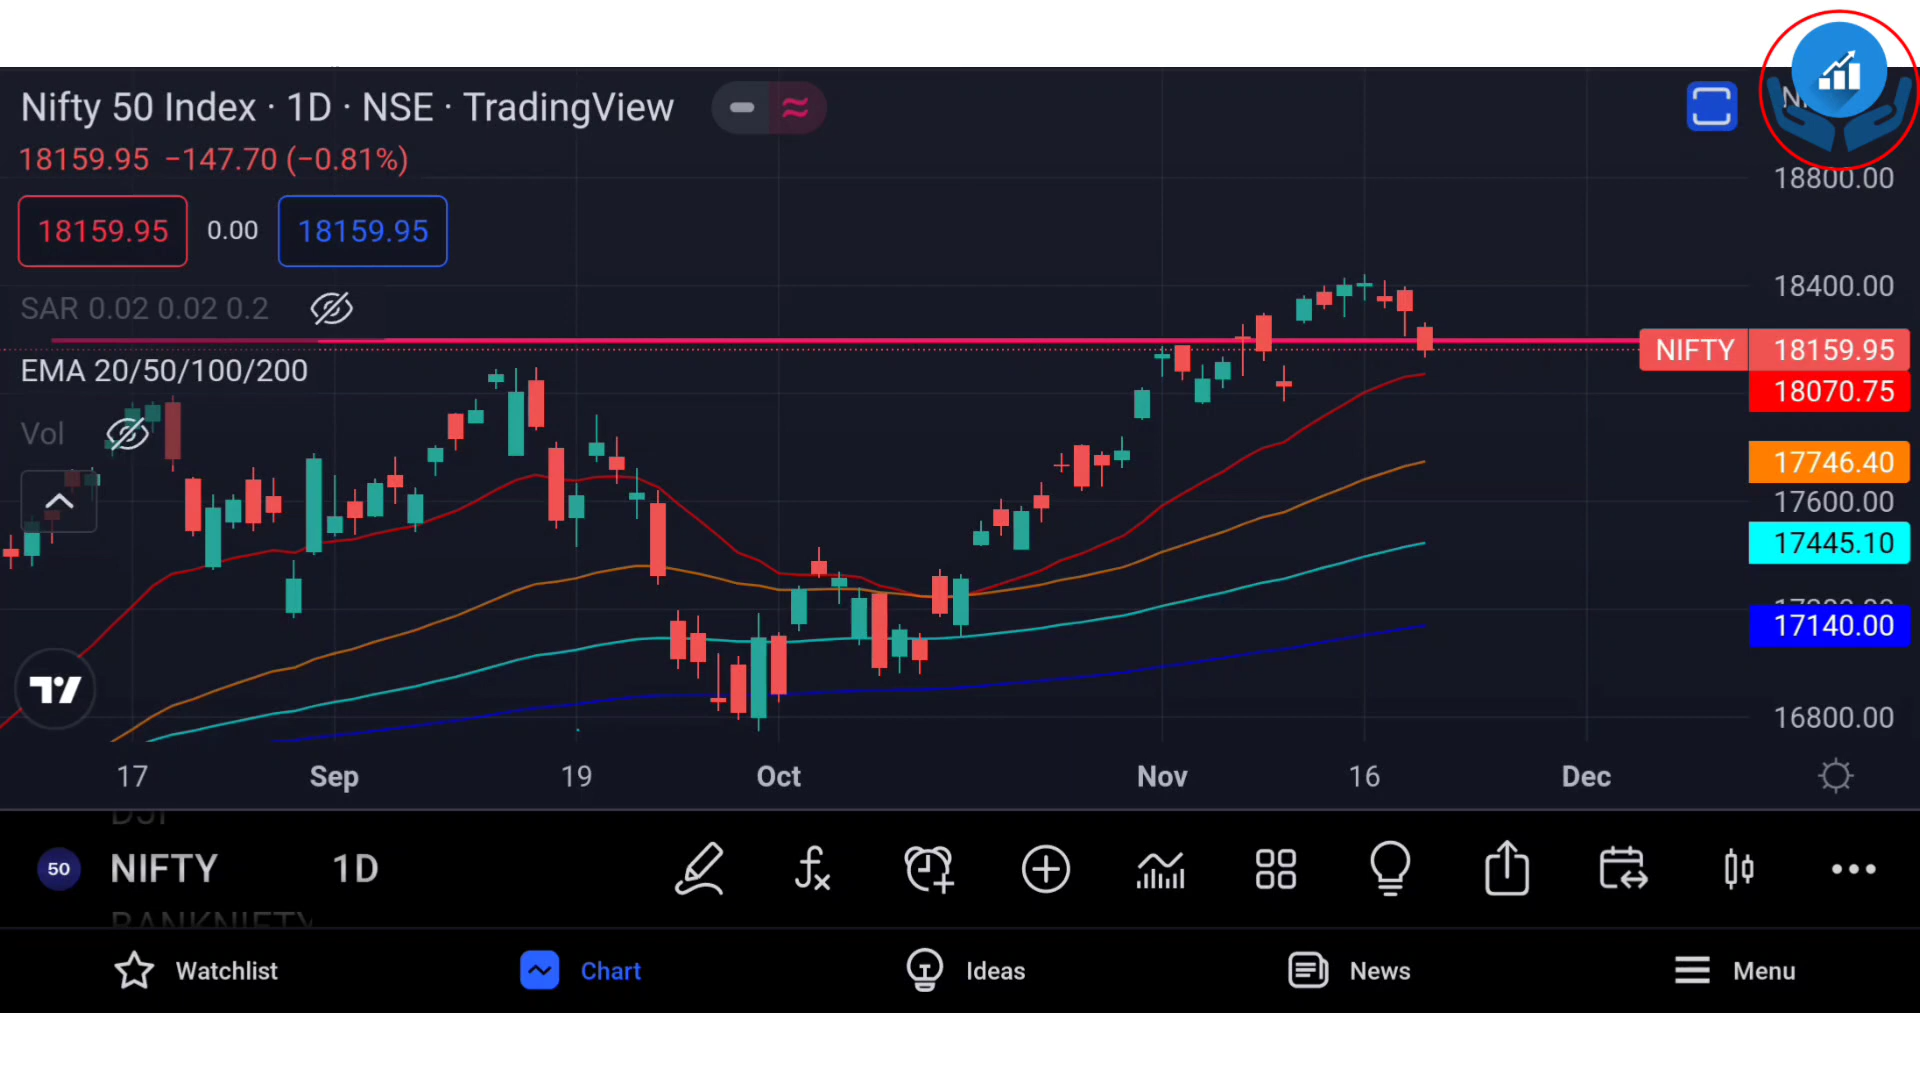 Nifty 50 Index · 1D · NSE · TradingView
18159.95 −147.70 (−0.81%)
18159.95 0.00 18159.95
SAR 0.02 0.02 0.2
EMA 20/50/100/200
Vol
18800.00
18400.00
NIFTY 18159.95
18070.75
17746.40
17600.00
17445.10
17140.00
16800.00
17 Sep 19 Oct Nov 16 Dec
50 NIFTY 1D
BANKNIFTY
Watchlist Chart Ideas News Menu